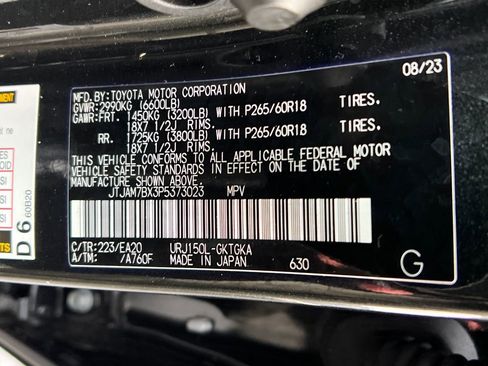 08/23
MFD.BY:TOYOTA MOTOR CORPORATION
GVWR:2990KG (6600LB)
GAWR:FRT. 1450KG (3200LB) WITH P265/60R18 TIRES.
18X7 1/2J RIMS.
RR. 1725KG (3800LB) WITH P265/60R18 TIRES.
18X7 1/2J RIMS.
THIS VEHICLE CONFORMS TO ALL APPLICABLE FEDERAL MOTOR
VEHICLE SAFETY STANDARDS IN EFFECT ON THE DATE OF
MANUFACTURE SHOWN ABOVE.
JTJAM7BX3P5373023 MPV
C/TR:223/EA20 URJ150L-GKTGKA
A/TM: /A760F MADE IN JAPAN 630
G
D6 60B20